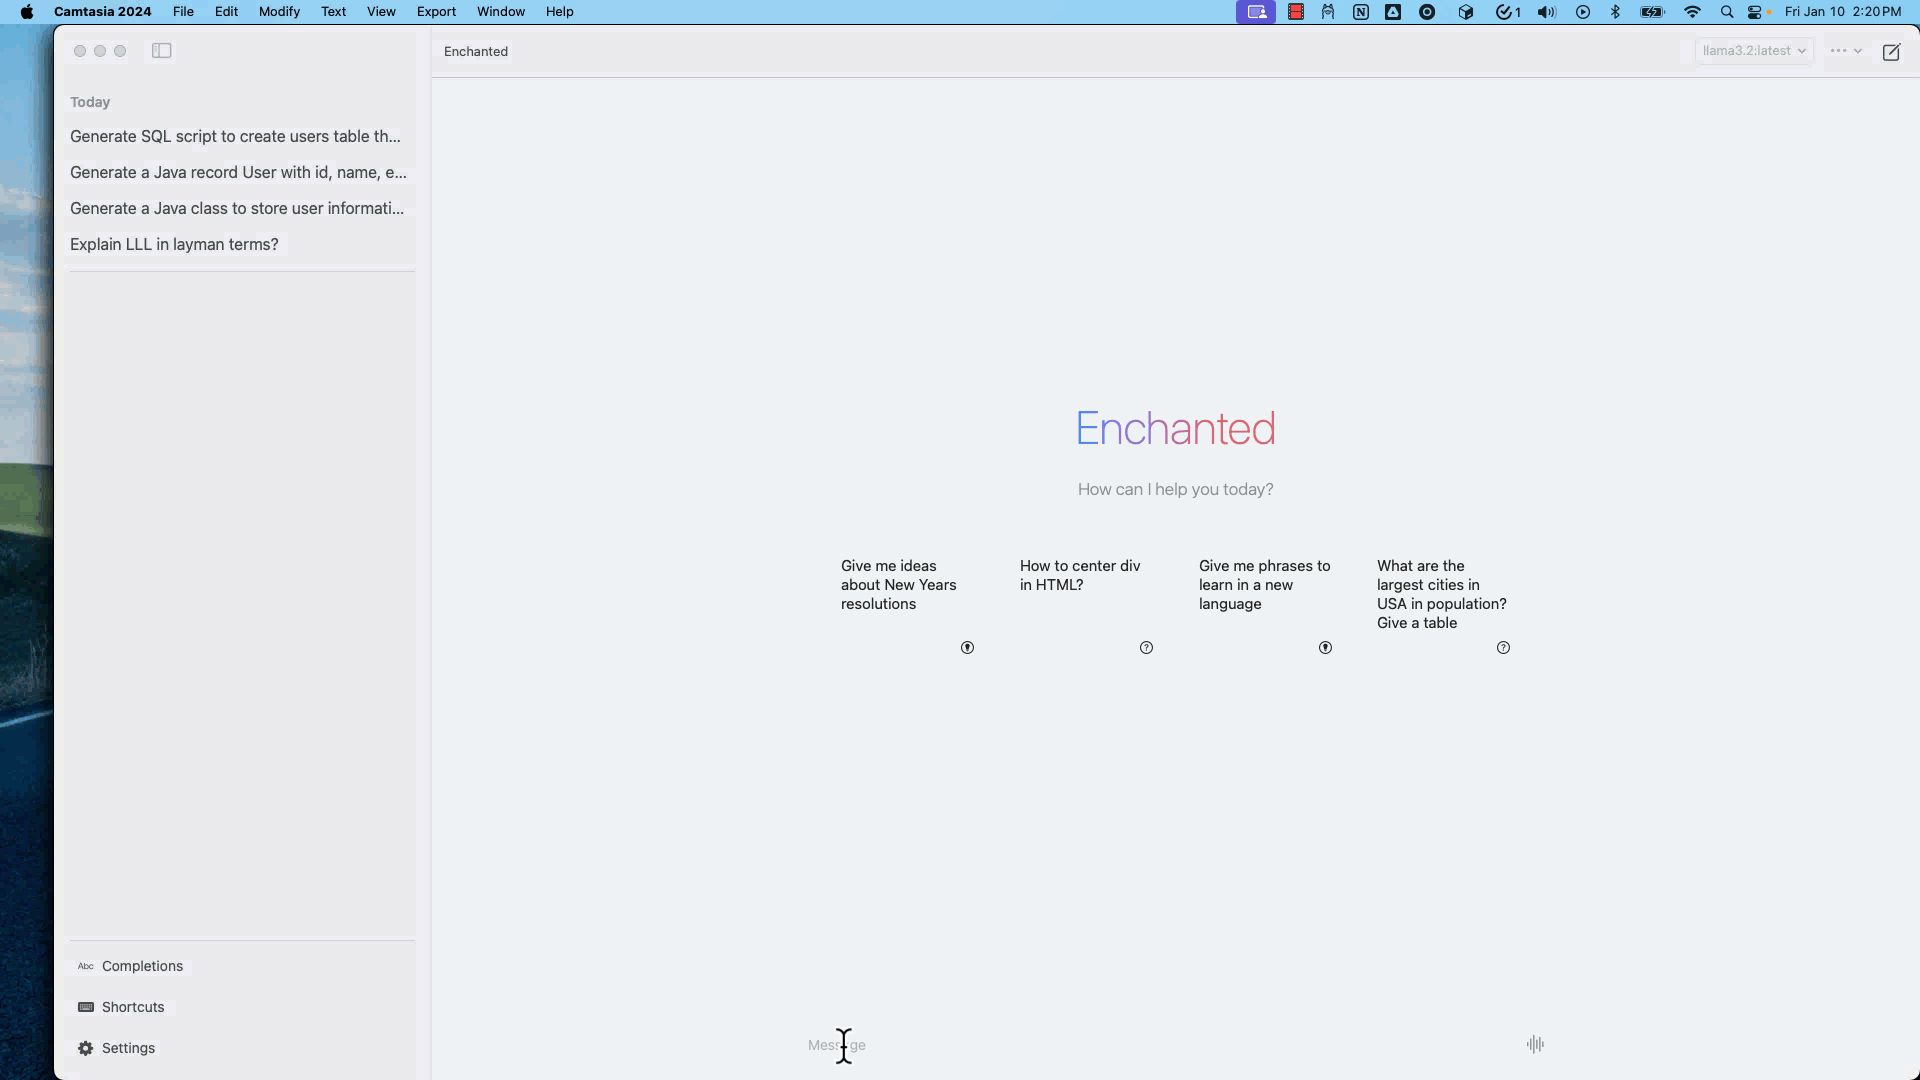 Camtasia 2024 File Edit Modify Text View Export Window Help 1 Fri Jan 10 2:20 PM
Enchanted llama3.2:latest
Today
Generate SQL script to create users table th...
Generate a Java record User with id, name, e...
Generate a Java class to store user informati...
Explain LLL in layman terms?
Enchanted
How can I help you today?
Give me ideas
about New Years
resolutions
How to center div
in HTML?
Give me phrases to
learn in a new
language
What are the
largest cities in
USA in population?
Give a table
Abc Completions
Shortcuts
Settings
Message